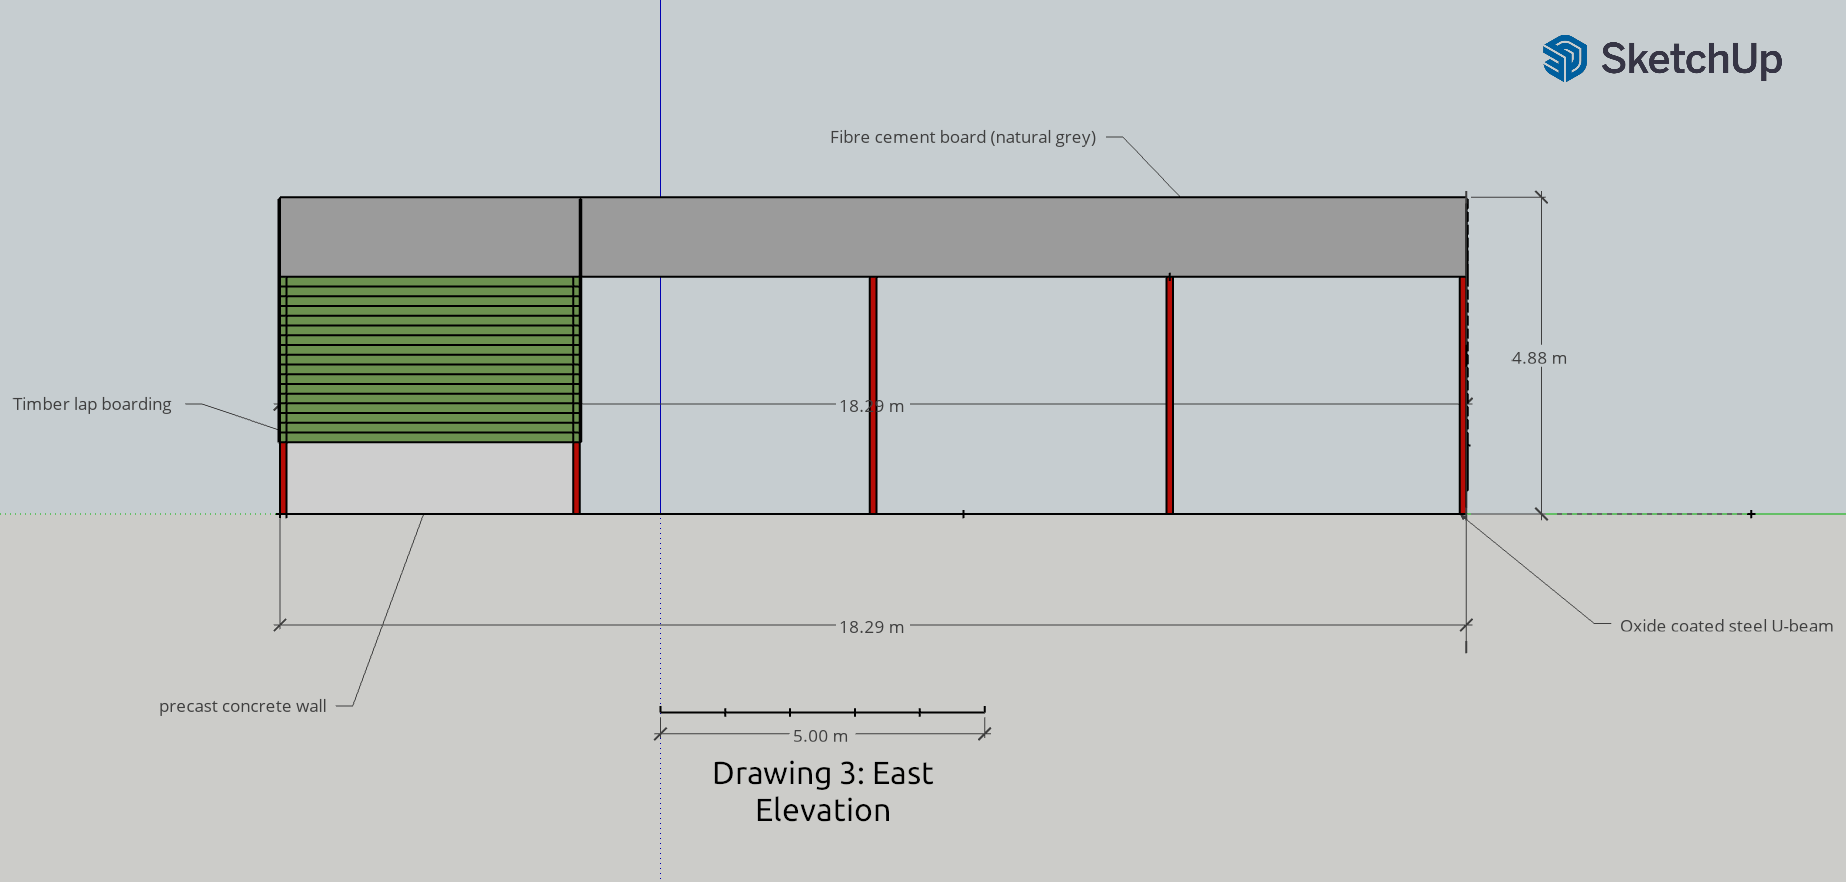 SketchUp
Fibre cement board (natural grey)
4.88 m
Timber lap boarding
18.29 m
18.29 m
Oxide coated steel U-beam
precast concrete wall
5.00 m
Drawing 3: East
Elevation